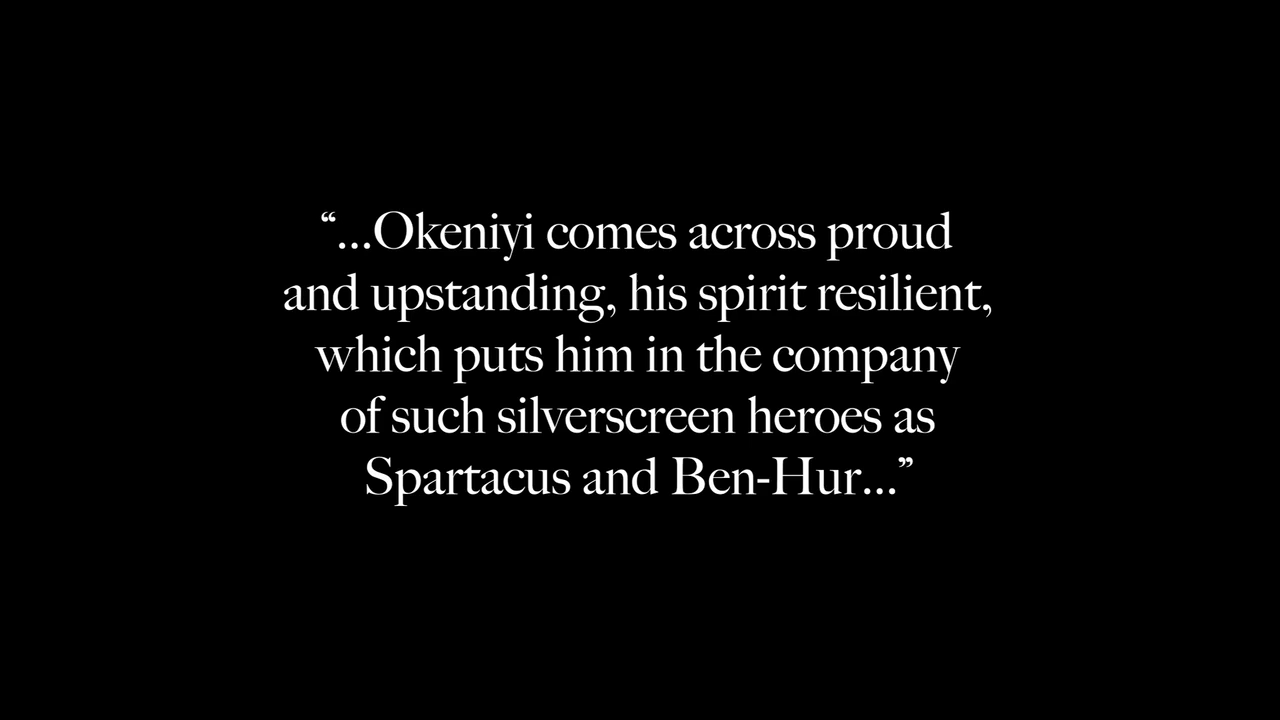 “...Okeniyi comes across proud
and upstanding, his spirit resilient,
which puts him in the company
of such silverscreen heroes as
Spartacus and Ben-Hur...”